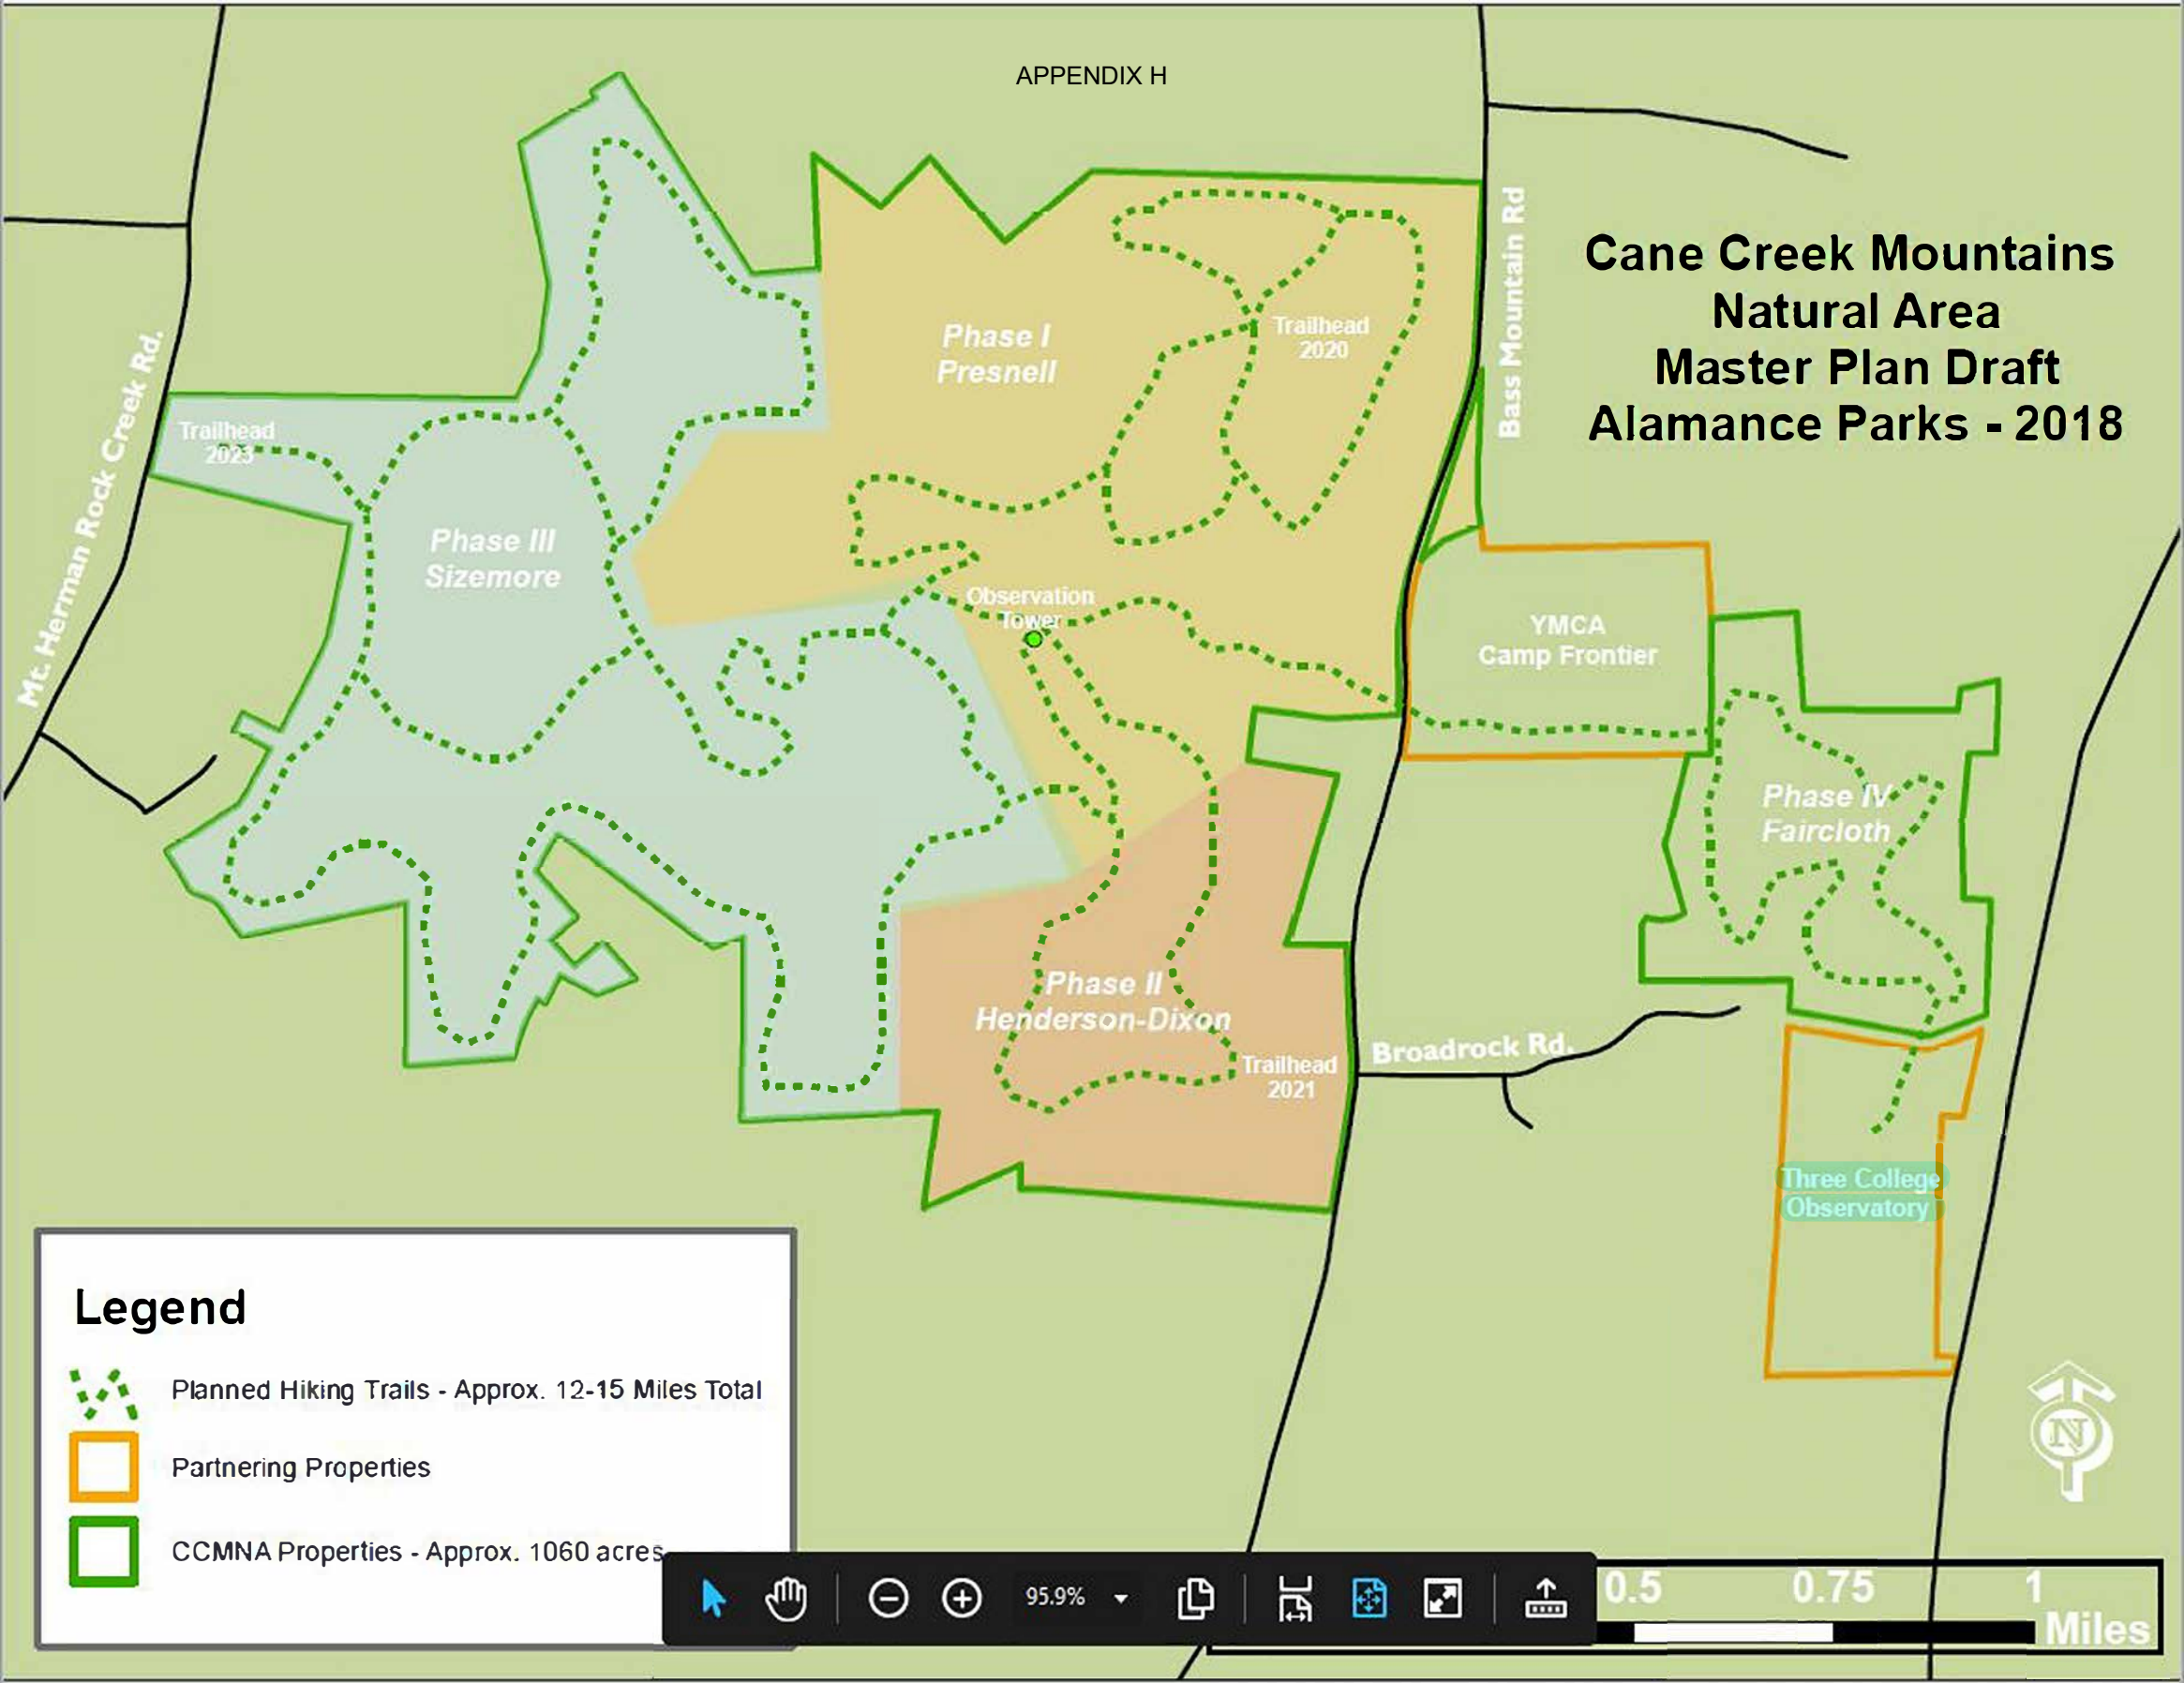 APPENDIX H
Cane Creek Mountains
Natural Area
Master Plan Draft
Alamance Parks - 2018
Bass Mountain Rd
Mt. Herman Rock Creek Rd.
Phase I
Presnell
Trailhead
2020
Trailhead
2023
Phase III
Sizemore
Observation
Tower
YMCA
Camp Frontier
Phase IV
Faircloth
Phase II
Henderson-Dixon
Trailhead
2021
Broadrock Rd.
Three College
Observatory
Legend
Planned Hiking Trails - Approx. 12-15 Miles Total
Partnering Properties
CCMNA Properties - Approx. 1060 acres
N
95.9%
0.5 0.75 1
Miles